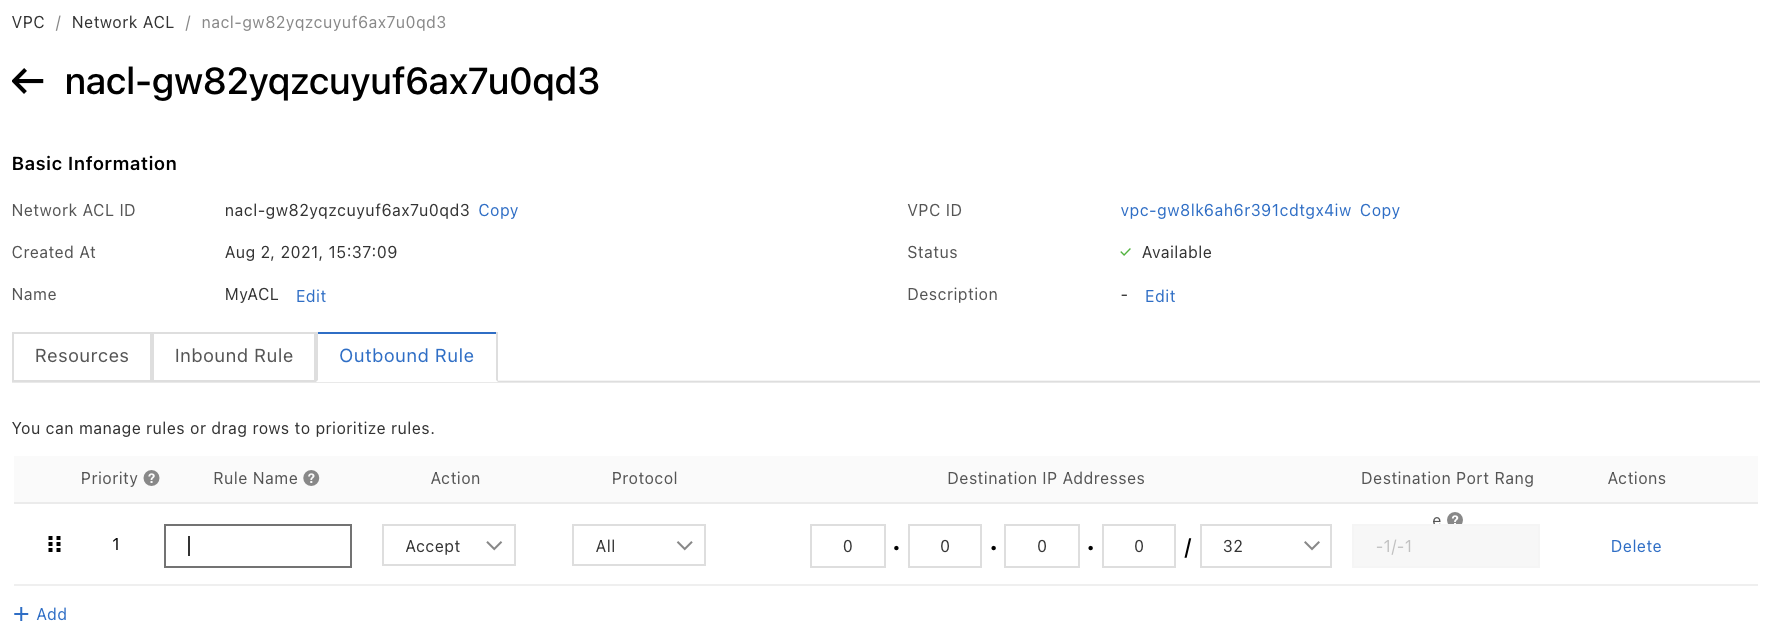 VPC / Network ACL / nacl-gw82yqzcuyuf6ax7u0qd3
nacl-gw82yqzcuyuf6ax7u0qd3
Basic Information
Network ACL ID nacl-gw82yqzcuyuf6ax7u0qd3 Copy VPC ID vpc-gw8lk6ah6r391cdtgx4iw Copy
Created At Aug 2, 2021, 15:37:09 Status Available
Name MyACL Edit Description - Edit
Resources Inbound Rule Outbound Rule
You can manage rules or drag rows to prioritize rules.
Priority ? Rule Name ? Action Protocol Destination IP Addresses Destination Port Rang Actions
e ?
1 Accept All 0 . 0 . 0 . 0 / 32 -1/-1 Delete
+ Add